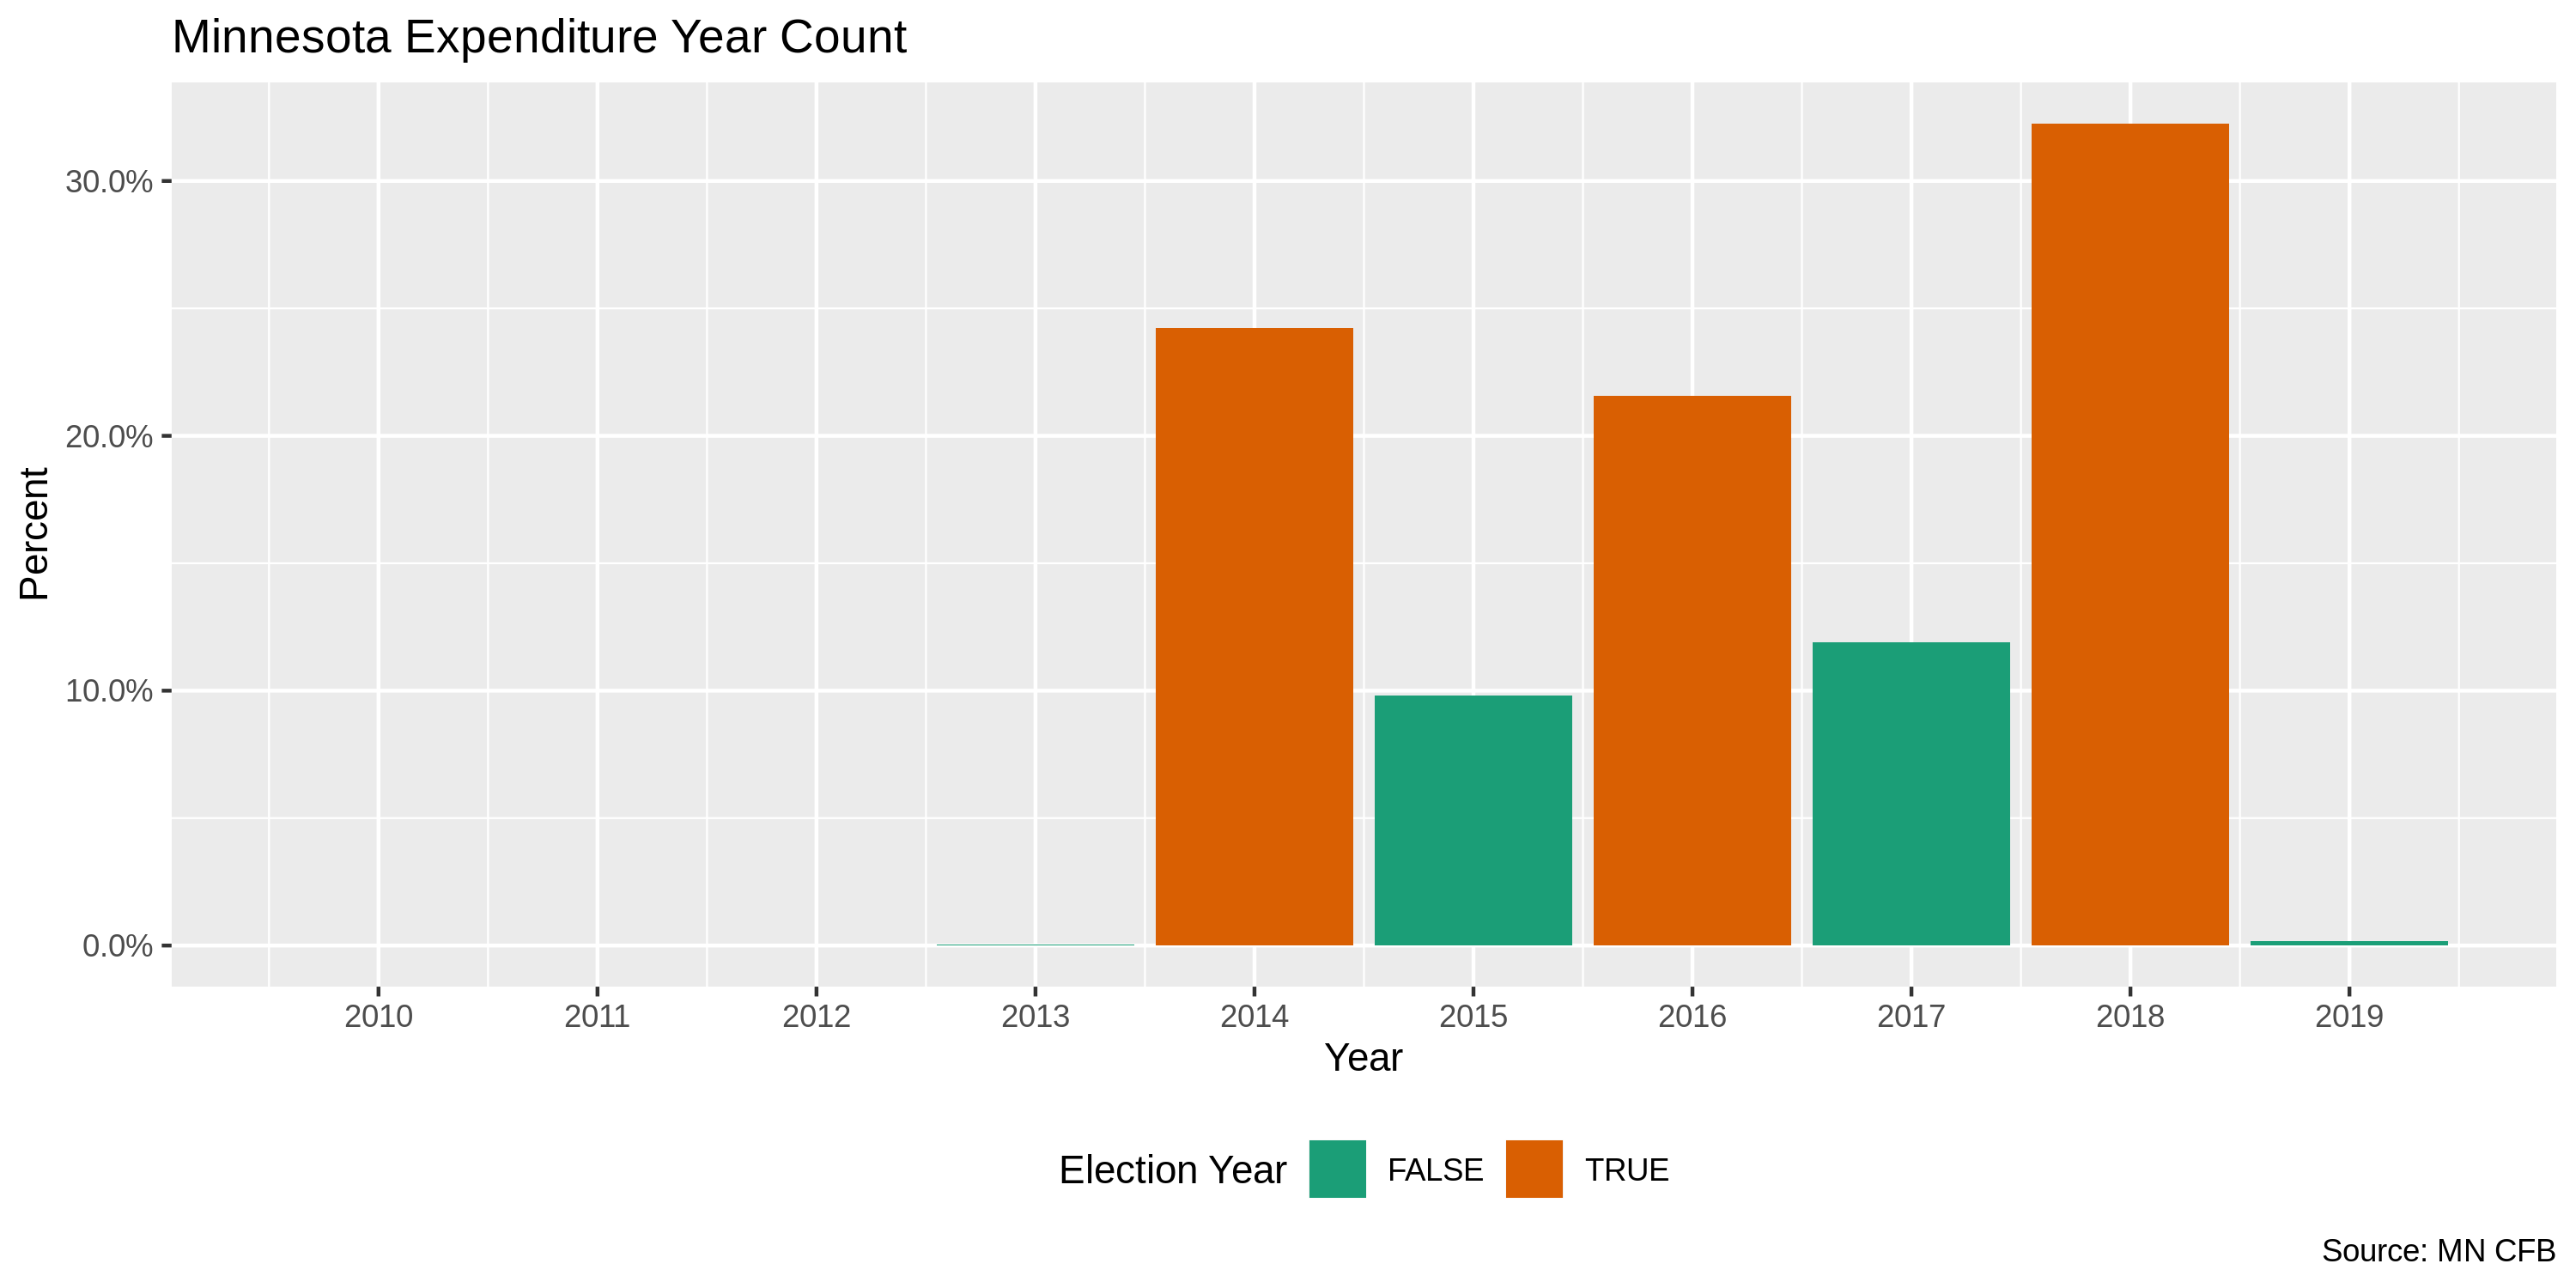 Minnesota Expenditure Year Count
Percent
30.0%
20.0%
10.0%
0.0%
2010 2011 2012 2013 2014 2015 2016 2017 2018 2019
Year
Election Year FALSE TRUE
Source: MN CFB